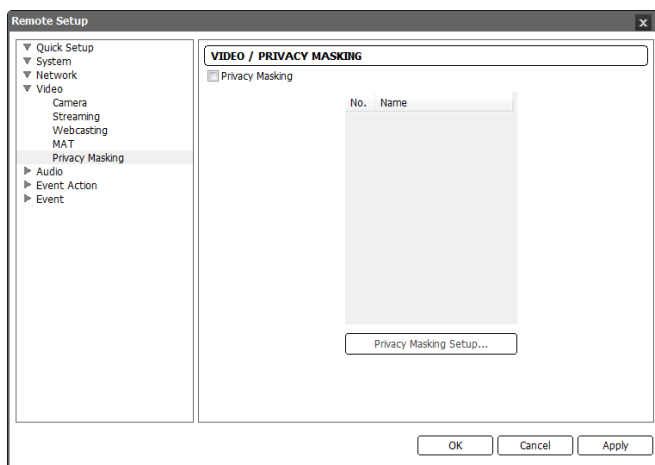 Remote Setup
x
Quick Setup
System
Network
Video
Camera
Streaming
Webcasting
MAT
Privacy Masking
Audio
Event Action
Event
VIDEO / PRIVACY MASKING
Privacy Masking
No. Name
Privacy Masking Setup...
OK Cancel Apply